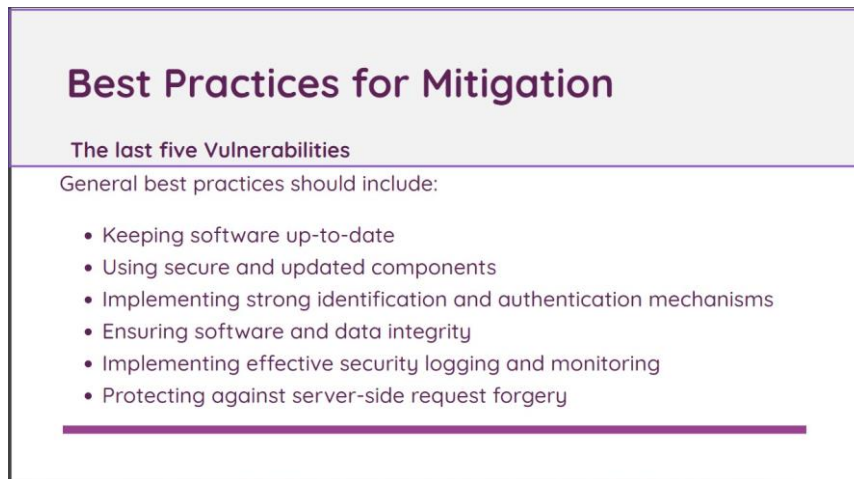 Best Practices for Mitigation
The last five Vulnerabilities
General best practices should include:
• Keeping software up-to-date
• Using secure and updated components
• Implementing strong identification and authentication mechanisms
• Ensuring software and data integrity
• Implementing effective security logging and monitoring
• Protecting against server-side request forgery